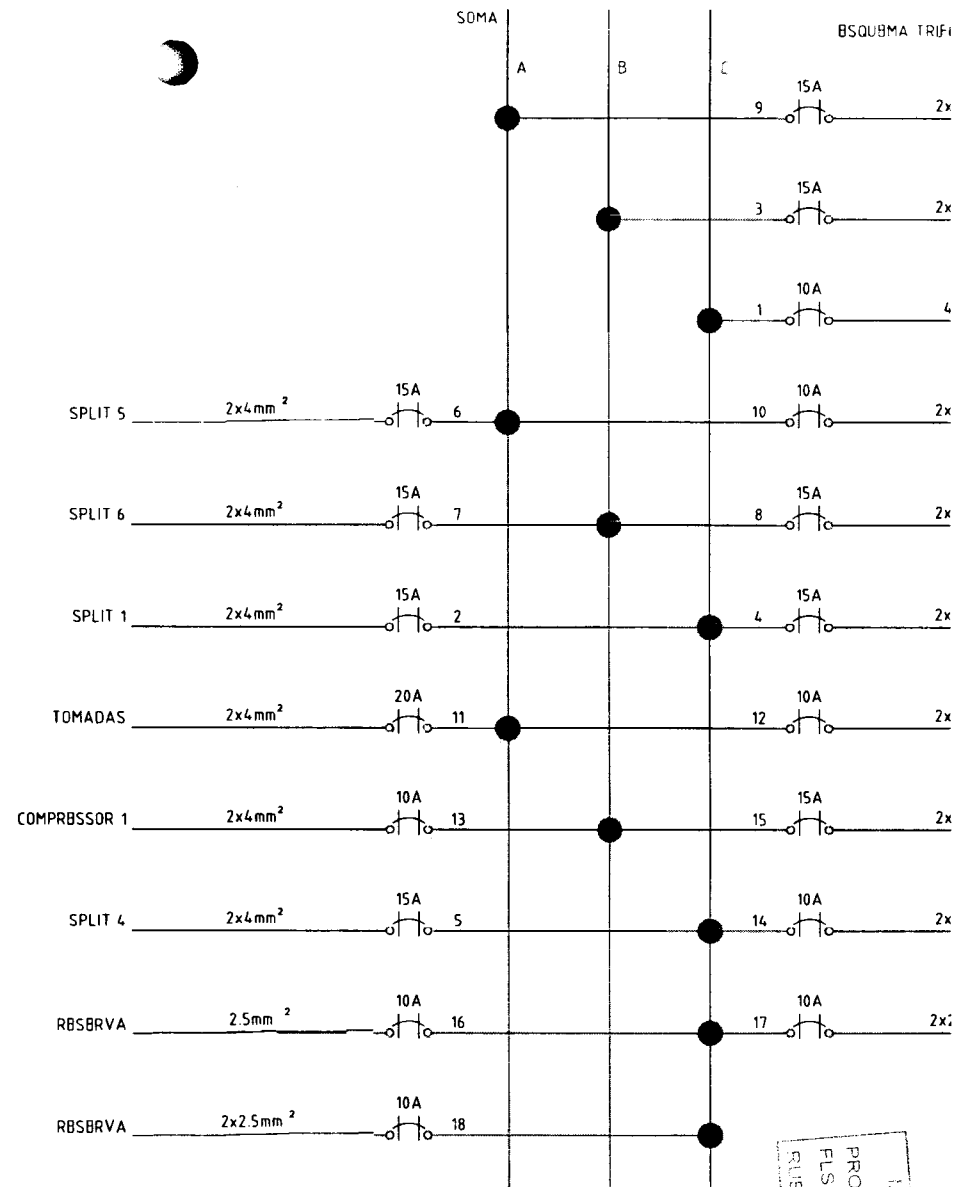 SOMA
BSQUBMA TRIF
A B C
15A
9 2x
15A
3 2x
10A
1 4
SPLIT 5 2x4mm² 15A 6 10 10A 2x
SPLIT 6 2x4mm² 15A 7 8 15A 2x
SPLIT 1 2x4mm² 15A 2 4 15A 2x
TOMADAS 2x4mm² 20A 11 12 10A 2x
COMPRBSSOR 1 2x4mm² 10A 13 15 15A 2x
SPLIT 4 2x4mm² 15A 5 14 10A 2x
RBSBRVA 2.5mm² 10A 16 17 10A 2x2
RBSBRVA 2x2.5mm² 10A 18
PRO
FLS
RUB